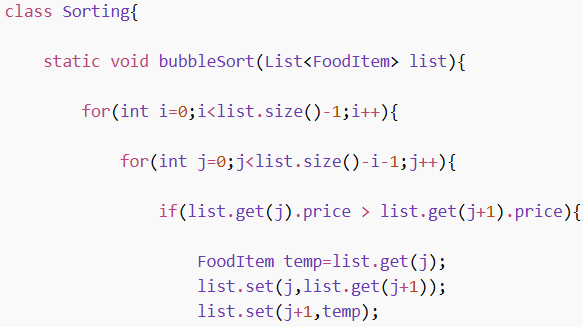 class Sorting{
static void bubbleSort(List<FoodItem> list){
for(int i=0;i<list.size()-1;i++){
for(int j=0;j<list.size()-i-1;j++){
if(list.get(j).price > list.get(j+1).price){
FoodItem temp=list.get(j);
list.set(j,list.get(j+1));
list.set(j+1,temp);